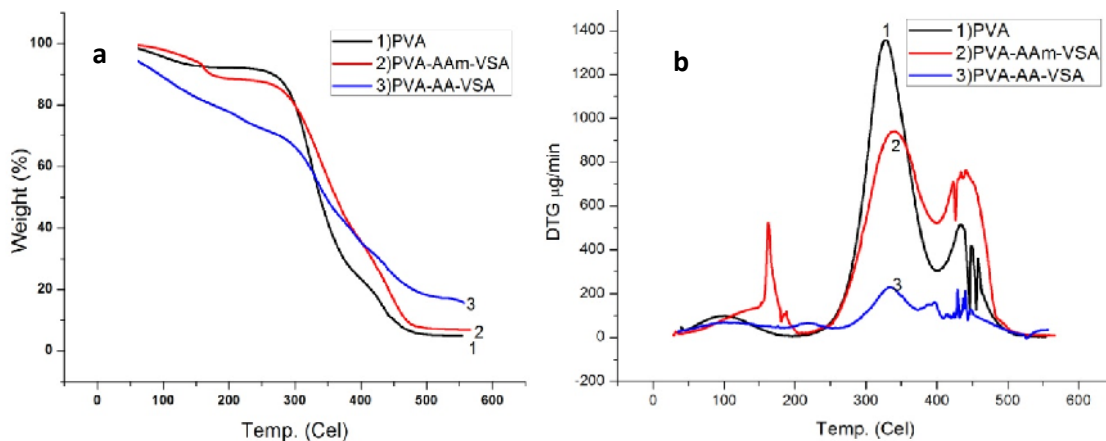 a
1)PVA
2)PVA-AAm-VSA
3)PVA-AA-VSA
Weight (%)
100
80
60
40
20
0
3
2
1
0 100 200 300 400 500 600
Temp. (Cel)
b
1)PVA
2)PVA-AAm-VSA
3)PVA-AA-VSA
DTG µg/min
1400
1200
1000
800
600
400
200
0
-200
1
2
3
0 100 200 300 400 500 600
Temp. (Cel)